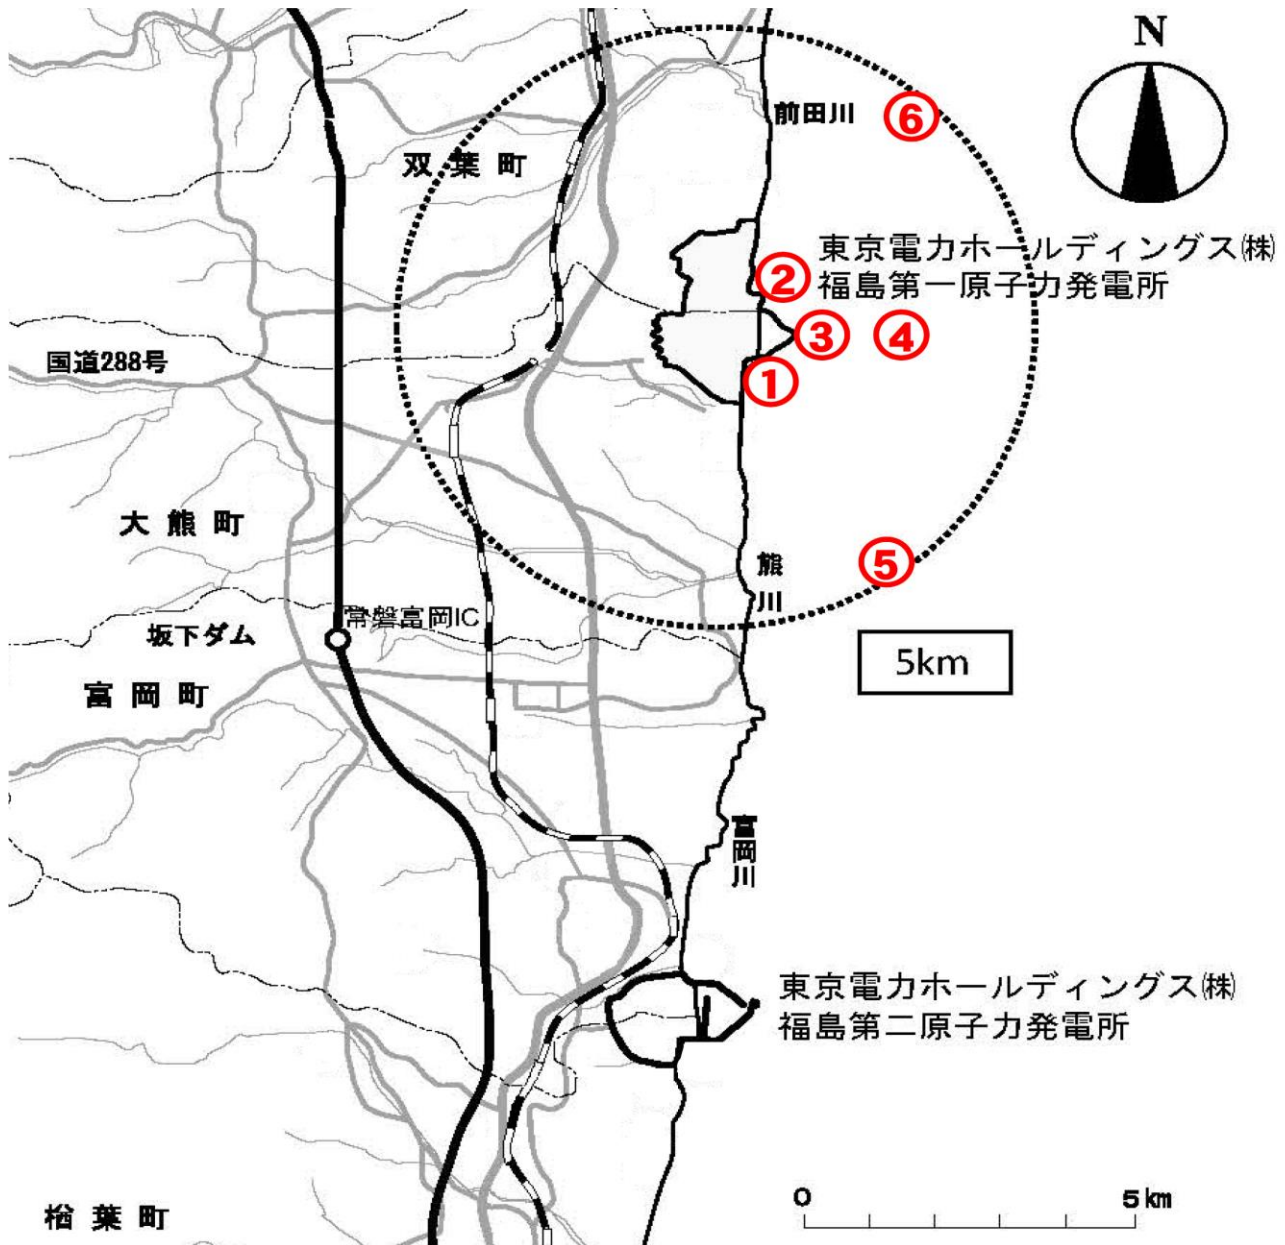 N
前田川
⑥
双葉町
東京電力ホールディングス㈱
福島第一原子力発電所
②
③
④
国道288号
①
大熊町
熊川
⑤
常磐富岡IC
坂下ダム
5km
富岡町
富岡川
東京電力ホールディングス㈱
福島第二原子力発電所
0
5km
楢葉町